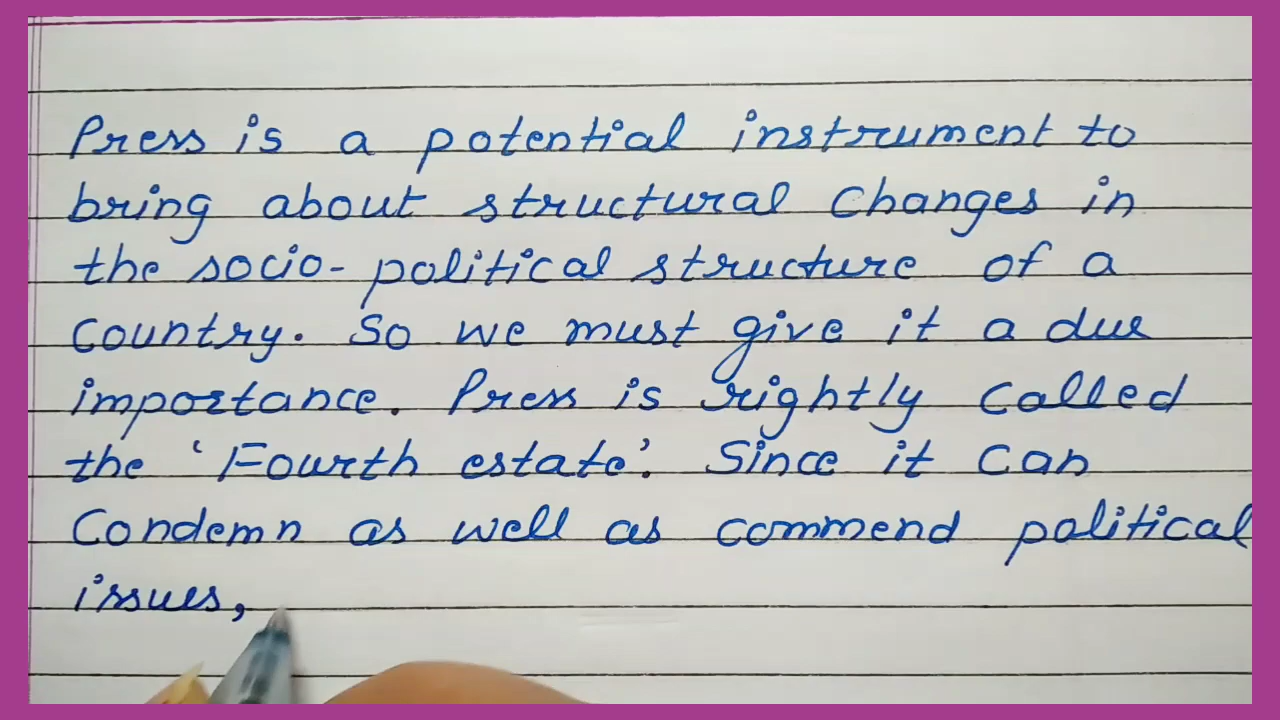 Press is a potential instrument to
bring about structural changes in
the socio-political structure of a
country. So we must give it a due
importance. Press is rightly called
the 'Fourth estate'. Since it can
condemn as well as commend political
issues,